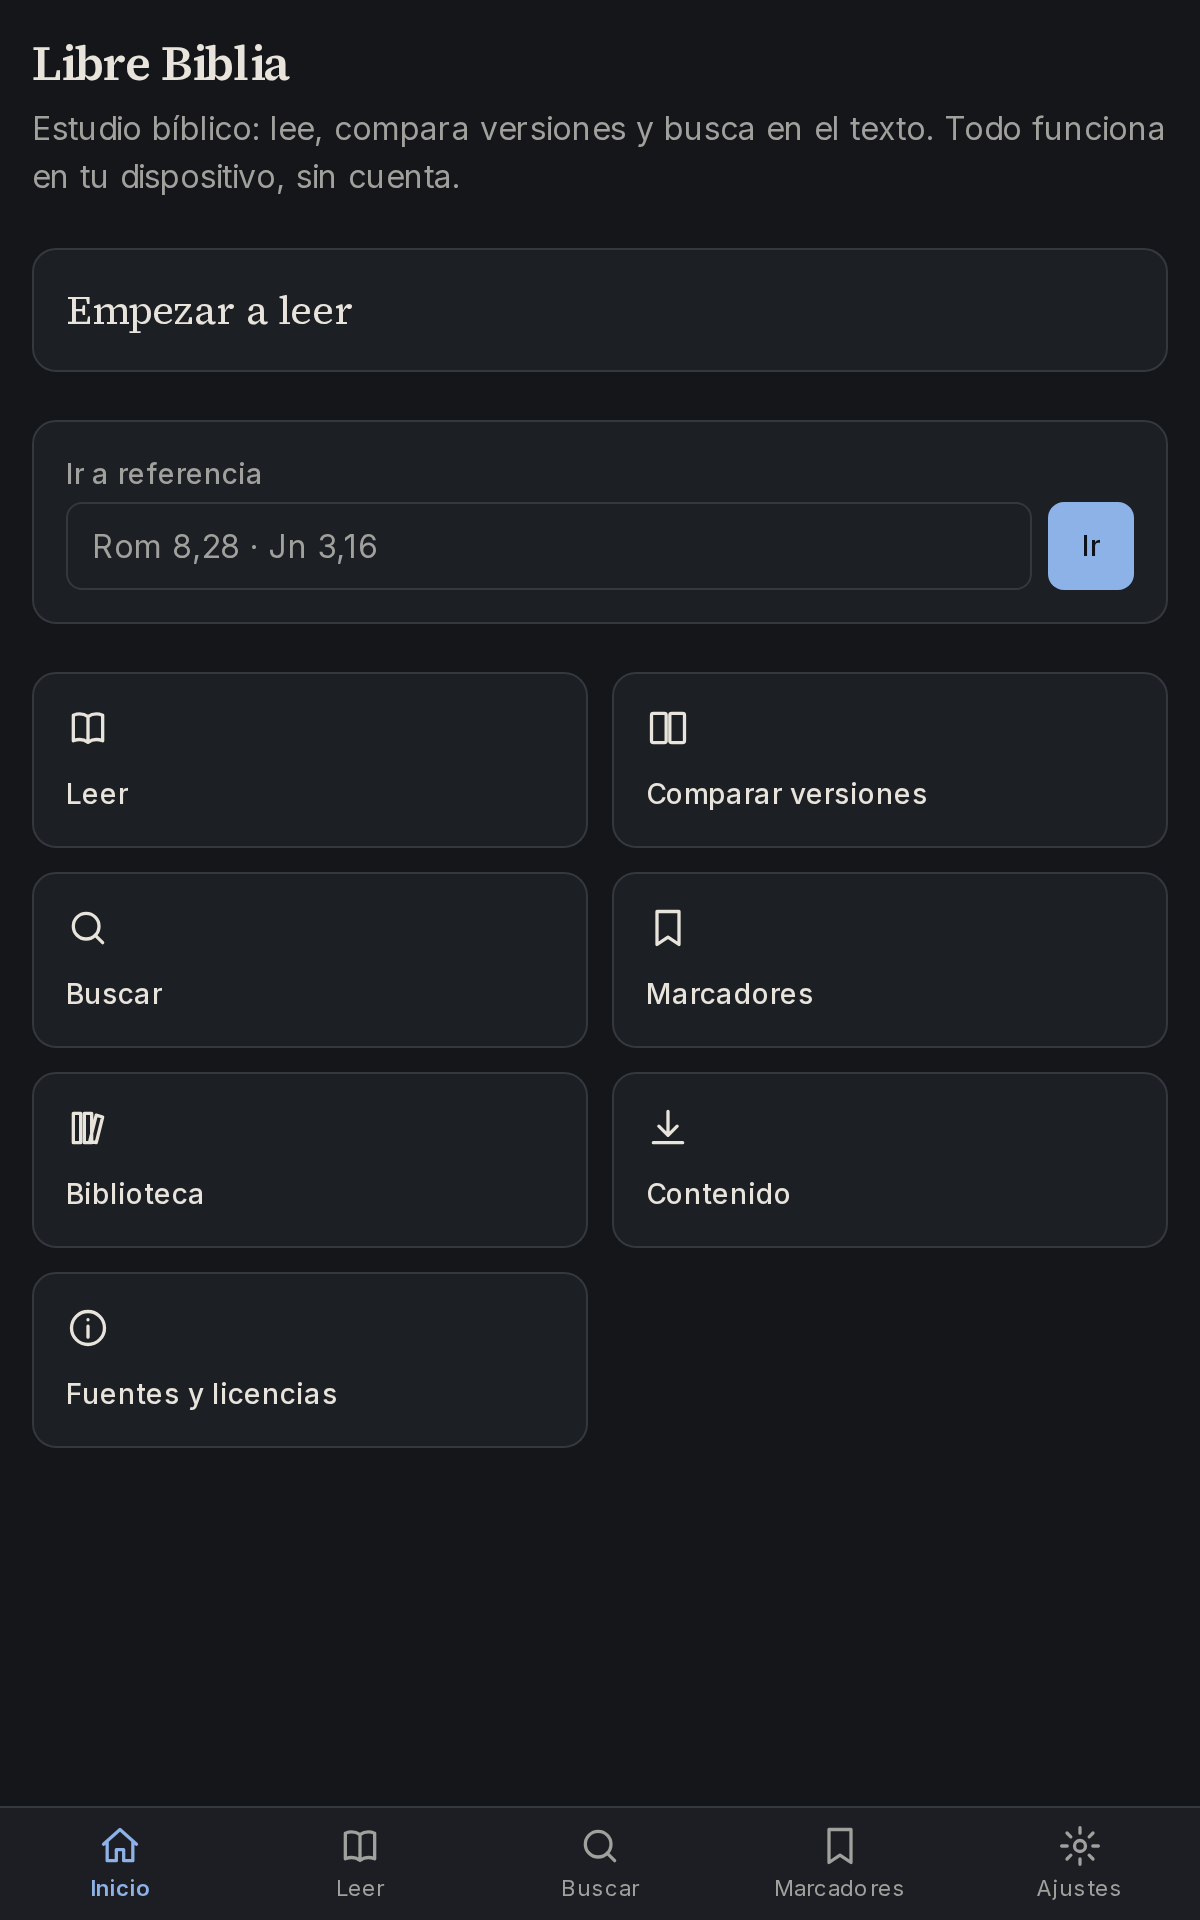 Libre Biblia
Estudio bíblico: lee, compara versiones y busca en el texto. Todo funciona
en tu dispositivo, sin cuenta.
Empezar a leer
Ir a referencia
Rom 8,28 · Jn 3,16
Ir
Leer
Comparar versiones
Buscar
Marcadores
Biblioteca
Contenido
Fuentes y licencias
Inicio
Leer
Buscar
Marcadores
Ajustes